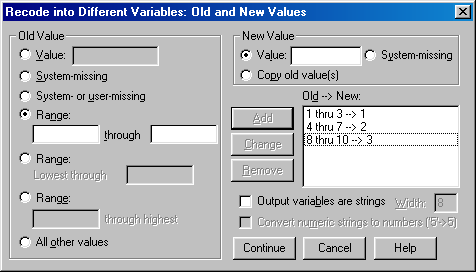 Recode into Different Variables: Old and New Values
Old Value
Value:
System-missing
System- or user-missing
Range:
through
Range:
Lowest through
Range:
through highest
All other values
New Value
Value:
System-missing
Copy old value(s)
Old --> New:
Add
Change
Remove
1 thru 3 --> 1
4 thru 7 --> 2
8 thru 10 --> 3
Output variables are strings
Width: 8
Convert numeric strings to numbers ('5'->5)
Continue
Cancel
Help